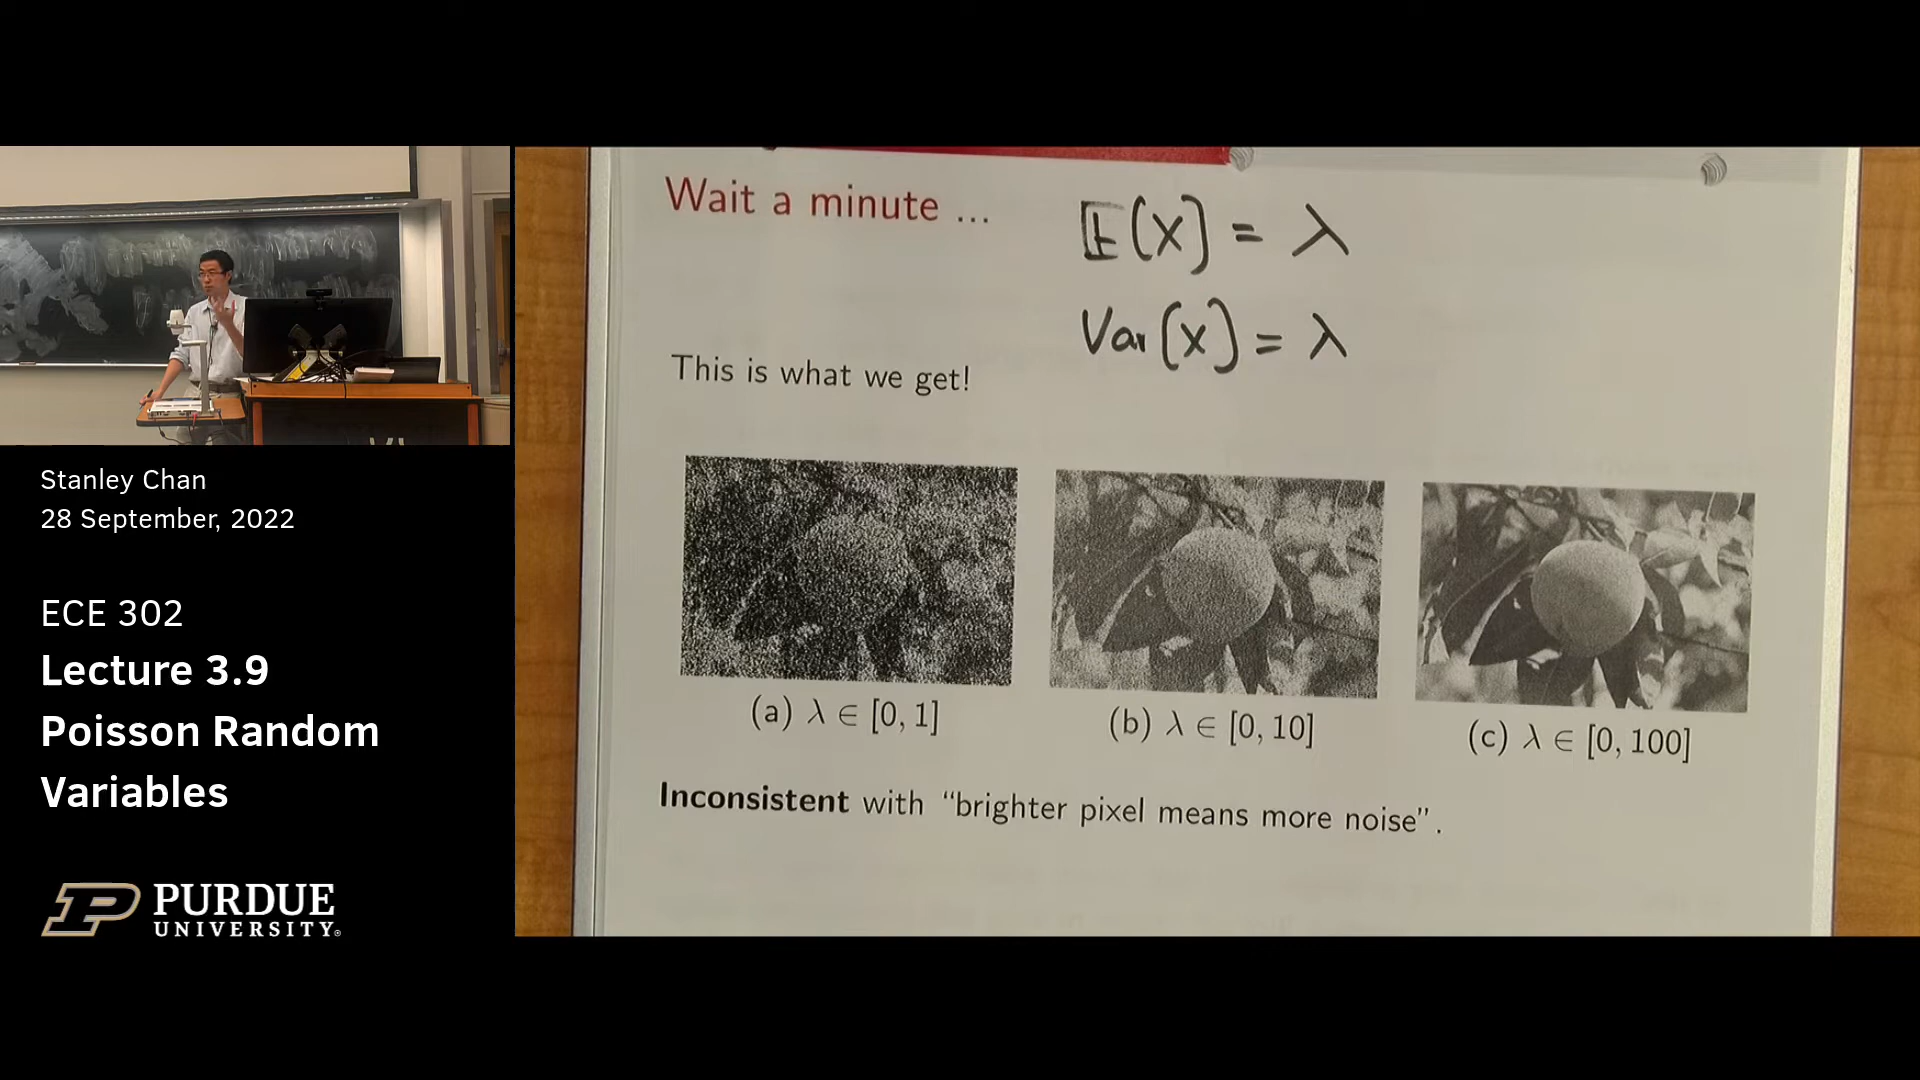 Stanley Chan
28 September, 2022
ECE 302
Lecture 3.9
Poisson Random
Variables
PURDUE
UNIVERSITY®
Wait a minute ...
𝔼[X] = λ
Var[X] = λ
This is what we get!
(a) λ ∈ [0, 1]
(b) λ ∈ [0, 10]
(c) λ ∈ [0, 100]
Inconsistent with “brighter pixel means more noise”.